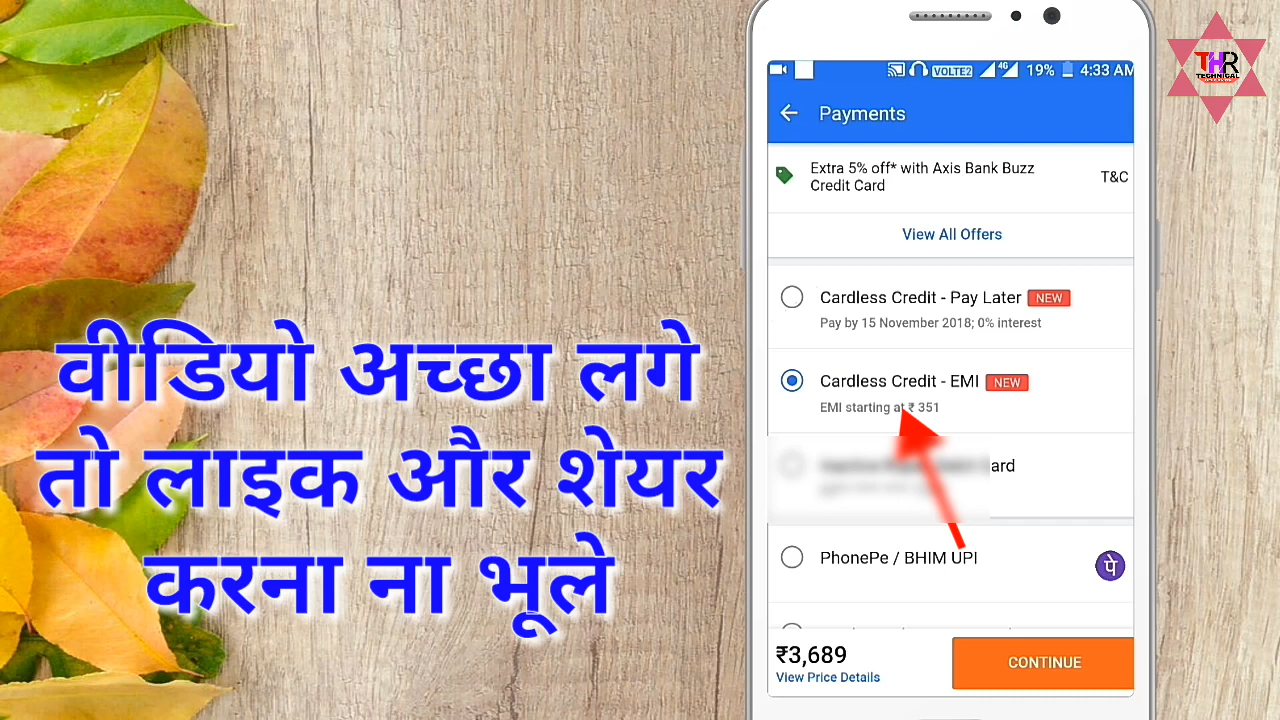 वीडियो अच्छा लगे
तो लाइक और शेयर
करना ना भूले
VOLTE2 4G 19% 4:33 AM
Payments
Extra 5% off* with Axis Bank Buzz
Credit Card
T&C
View All Offers
Cardless Credit - Pay Later NEW
Pay by 15 November 2018; 0% interest
Cardless Credit - EMI NEW
EMI starting at ₹ 351
ard
PhonePe / BHIM UPI
पे
₹3,689
View Price Details
CONTINUE
THR
TECHNICAL